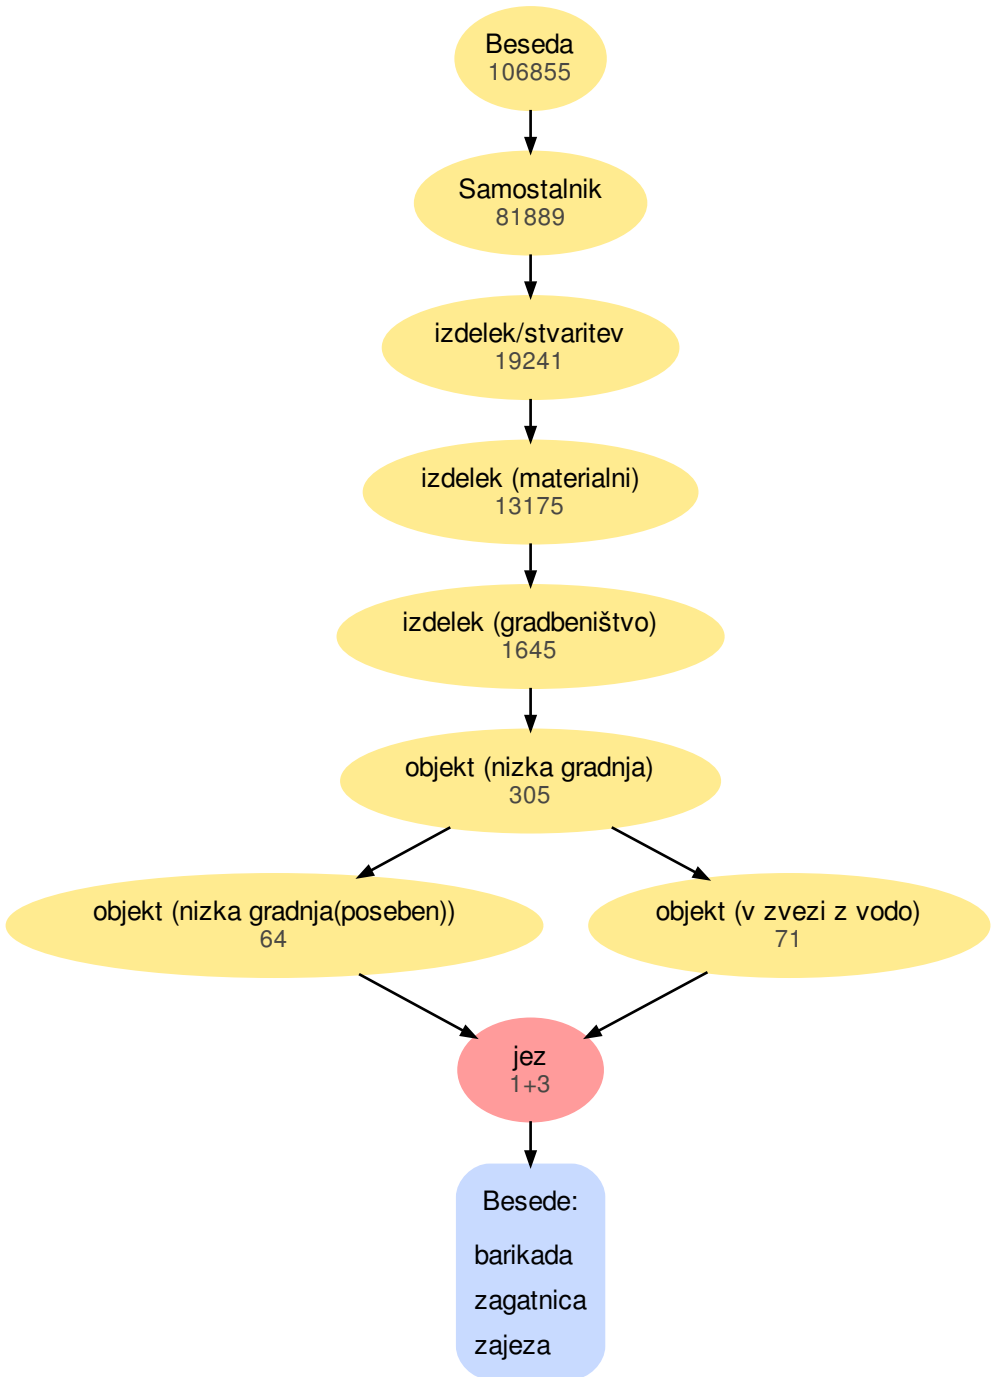 Beseda
106855
Samostalnik
81889
izdelek/stvaritev
19241
izdelek (materialni)
13175
izdelek (gradbeništvo)
1645
objekt (nizka gradnja)
305
objekt (nizka gradnja(poseben))
64
objekt (v zvezi z vodo)
71
jez
1+3
Besede:
barikada
zagatnica
zajeza